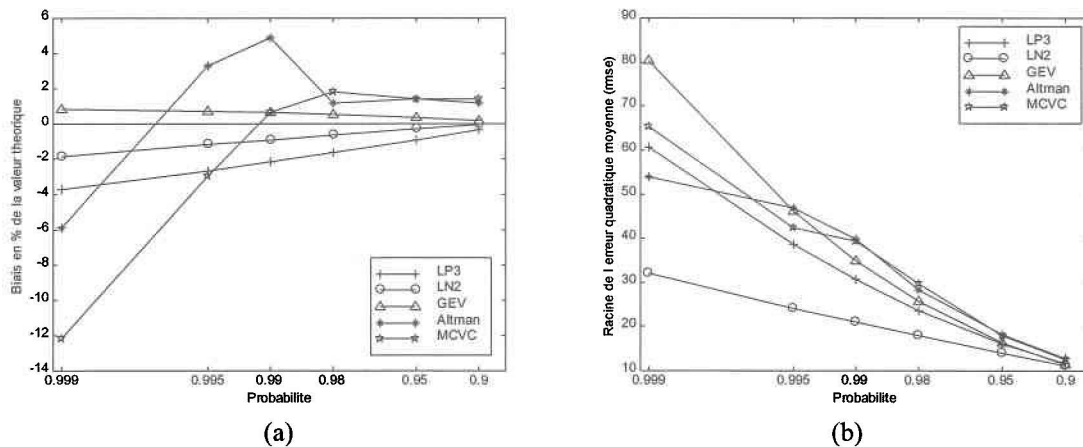 6
4
2
0
-2
-4
-6
-8
-10
-12
-14
Biais en % de la valeur theorique
LP3
LN2
GEV
Altman
MCVC
0.999
0.995
0.99
0.98
0.95
0.9
Probabilite
(a)
90
80
70
60
50
40
30
20
10
Racine de l erreur quadratique moyenne (rmse)
LP3
LN2
GEV
Altman
MCVC
0.999
0.995
0.99
0.98
0.95
0.9
Probabilite
(b)